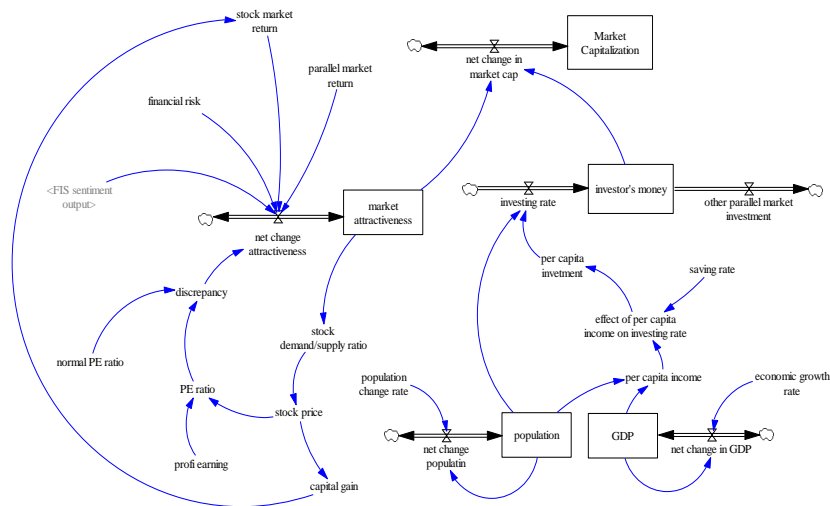 stock market
return
Market
Capitalization
net change in
market cap
parallel market
return
financial risk
<FIS sentiment
output>
market
attractiveness
investing rate
investor's money
other parallel market
investment
net change
attractiveness
per capita
invetment
saving rate
discrepancy
effect of per capita
income on investing rate
stock
demand/supply ratio
normal PE ratio
population
change rate
per capita income
economic growth
rate
PE ratio
stock price
population
GDP
net change
populatin
net change in GDP
profi earning
capital gain